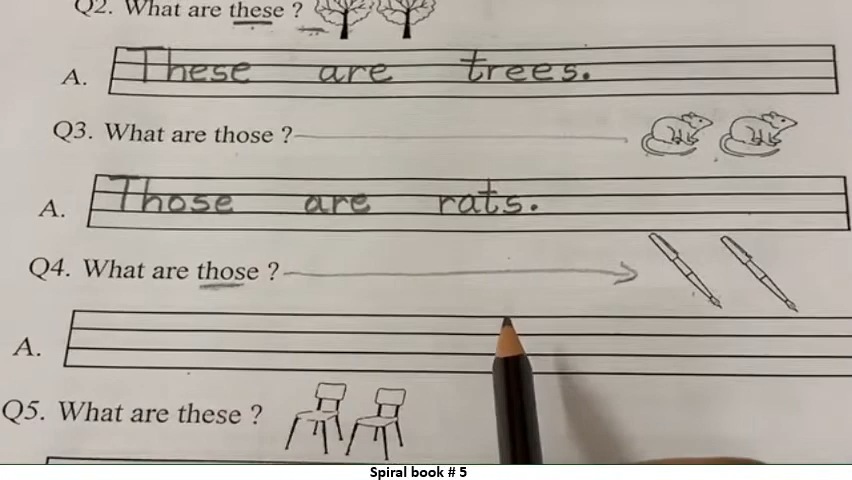 Q2. What are these ?
A. These are trees.
Q3. What are those ?
A. Those are rats.
Q4. What are those ?
A.
Q5. What are these ?
Spiral book # 5